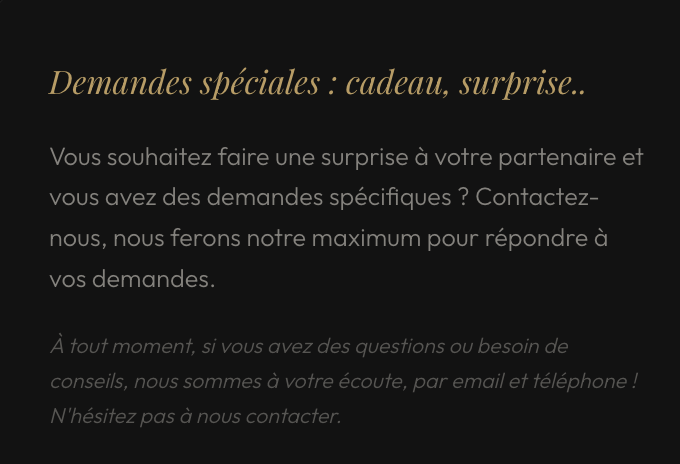 Demandes spéciales : cadeau, surprise..
Vous souhaitez faire une surprise à votre partenaire et
vous avez des demandes spécifiques ? Contactez-
nous, nous ferons notre maximum pour répondre à
vos demandes.
À tout moment, si vous avez des questions ou besoin de
conseils, nous sommes à votre écoute, par email et téléphone !
N'hésitez pas à nous contacter.